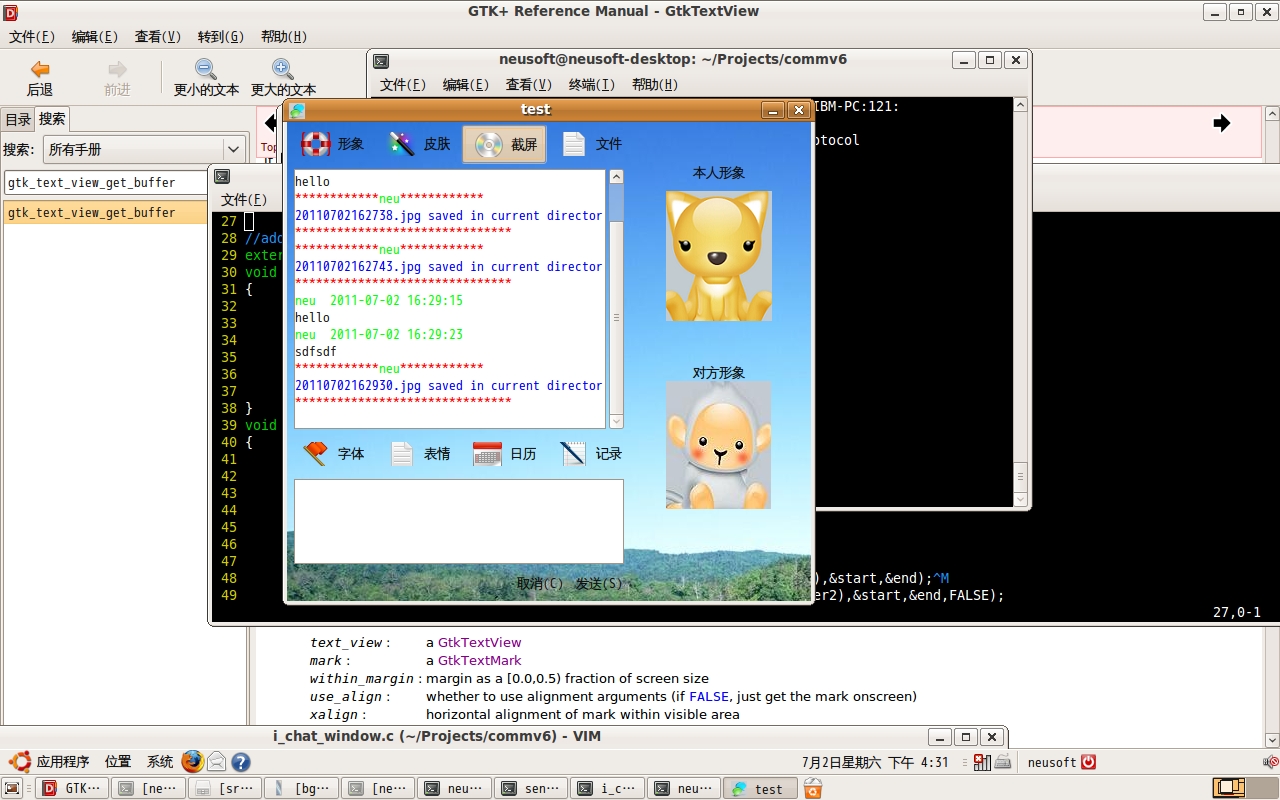 GTK+ Reference Manual - GtkTextView
文件(F) 编辑(E) 查看(V) 转到(G) 帮助(H)
后退 前进 更小的文本 更大的文本
目录 搜索
搜索: 所有手册
gtk_text_view_get_buffer
gtk_text_view_get_buffer
Top
neusoft@neusoft-desktop: ~/Projects/commv6
文件(F) 编辑(E) 查看(V) 终端(T) 帮助(H)
IBM-PC:121:
otocol
文件(F)
test
形象 皮肤 截屏 文件
hello
************neu************
20110702162738.jpg saved in current director
*******************************
************neu************
20110702162743.jpg saved in current director
*******************************
neu  2011-07-02 16:29:15
hello
neu  2011-07-02 16:29:23
sdfsdf
************neu************
20110702162930.jpg saved in current director
*******************************
字体 表情 日历 记录
取消(C) 发送(S)
本人形象
对方形象
27
28 //add
29 exter
30 void
31 {
32
33
34
35
36
37
38 }
39 void
40 {
41
42
43
44
45
46
47
48 ),&start,&end);^M
49 er2),&start,&end,FALSE);
27,0-1
text_view : a GtkTextView
mark : a GtkTextMark
within_margin : margin as a [0.0,0.5) fraction of screen size
use_align : whether to use alignment arguments (if FALSE, just get the mark onscreen)
xalign : horizontal alignment of mark within visible area
i_chat_window.c (~/Projects/commv6) - VIM
应用程序 位置 系统 7月2日星期六 下午 4:31 neusoft
GTK… [ne… [sr… [bg… [ne… neu… sen… i_c… neu… test